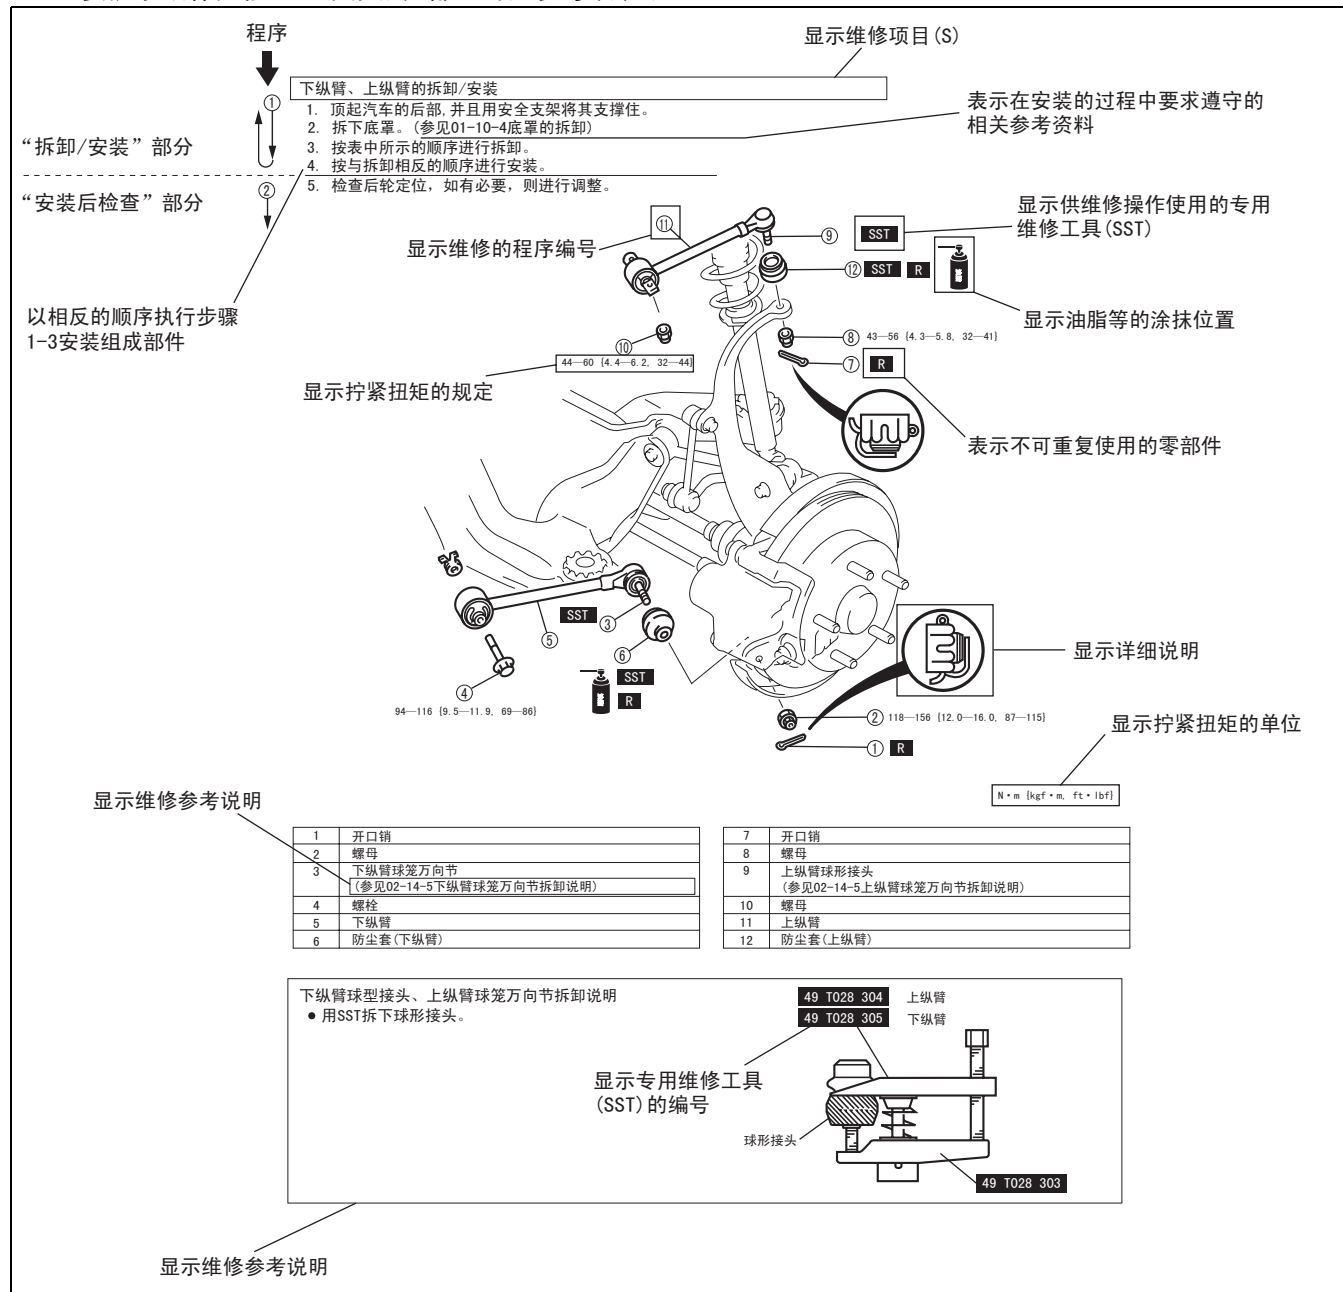 程序
显示维修项目(S)
下纵臂、上纵臂的拆卸/安装
1. 顶起汽车的后部,并且用安全支架将其支撑住。
2. 拆下底罩。(参见01-10-4底罩的拆卸)
3. 按表中所示的顺序进行拆卸。
4. 按与拆卸相反的顺序进行安装。
5. 检查后轮定位, 如有必要, 则进行调整。
①
“拆卸/安装”部分
②
“安装后检查”部分
表示在安装的过程中要求遵守的
相关参考资料
显示供维修操作使用的专用
维修工具(SST)
显示维修的程序编号
⑪
⑨
SST
⑫ SST R
油脂
以相反的顺序执行步骤
1-3安装组成部件
显示油脂等的涂抹位置
⑩
44—60 {4.4—6.2, 32—44}
⑧ 43—56 {4.3—5.8, 32—41}
⑦ R
显示拧紧扭矩的规定
表示不可重复使用的零部件
SST ③
⑤
⑥
显示详细说明
④
94—116 {9.5—11.9, 69—86}
油脂
SST
R
② 118—156 {12.0—16.0, 87—115}
① R
显示拧紧扭矩的单位
N·m {kgf·m, ft·lbf}
显示维修参考说明
1 开口销
2 螺母
3 下纵臂球笼万向节
(参见02-14-5下纵臂球笼万向节拆卸说明)
4 螺栓
5 下纵臂
6 防尘套(下纵臂)
7 开口销
8 螺母
9 上纵臂球形接头
(参见02-14-5上纵臂球笼万向节拆卸说明)
10 螺母
11 上纵臂
12 防尘套(上纵臂)
下纵臂球型接头、上纵臂球笼万向节拆卸说明
● 用SST拆下球形接头。
49 T028 304 上纵臂
49 T028 305 下纵臂
显示专用维修工具
(SST)的编号
球形接头
49 T028 303
显示维修参考说明